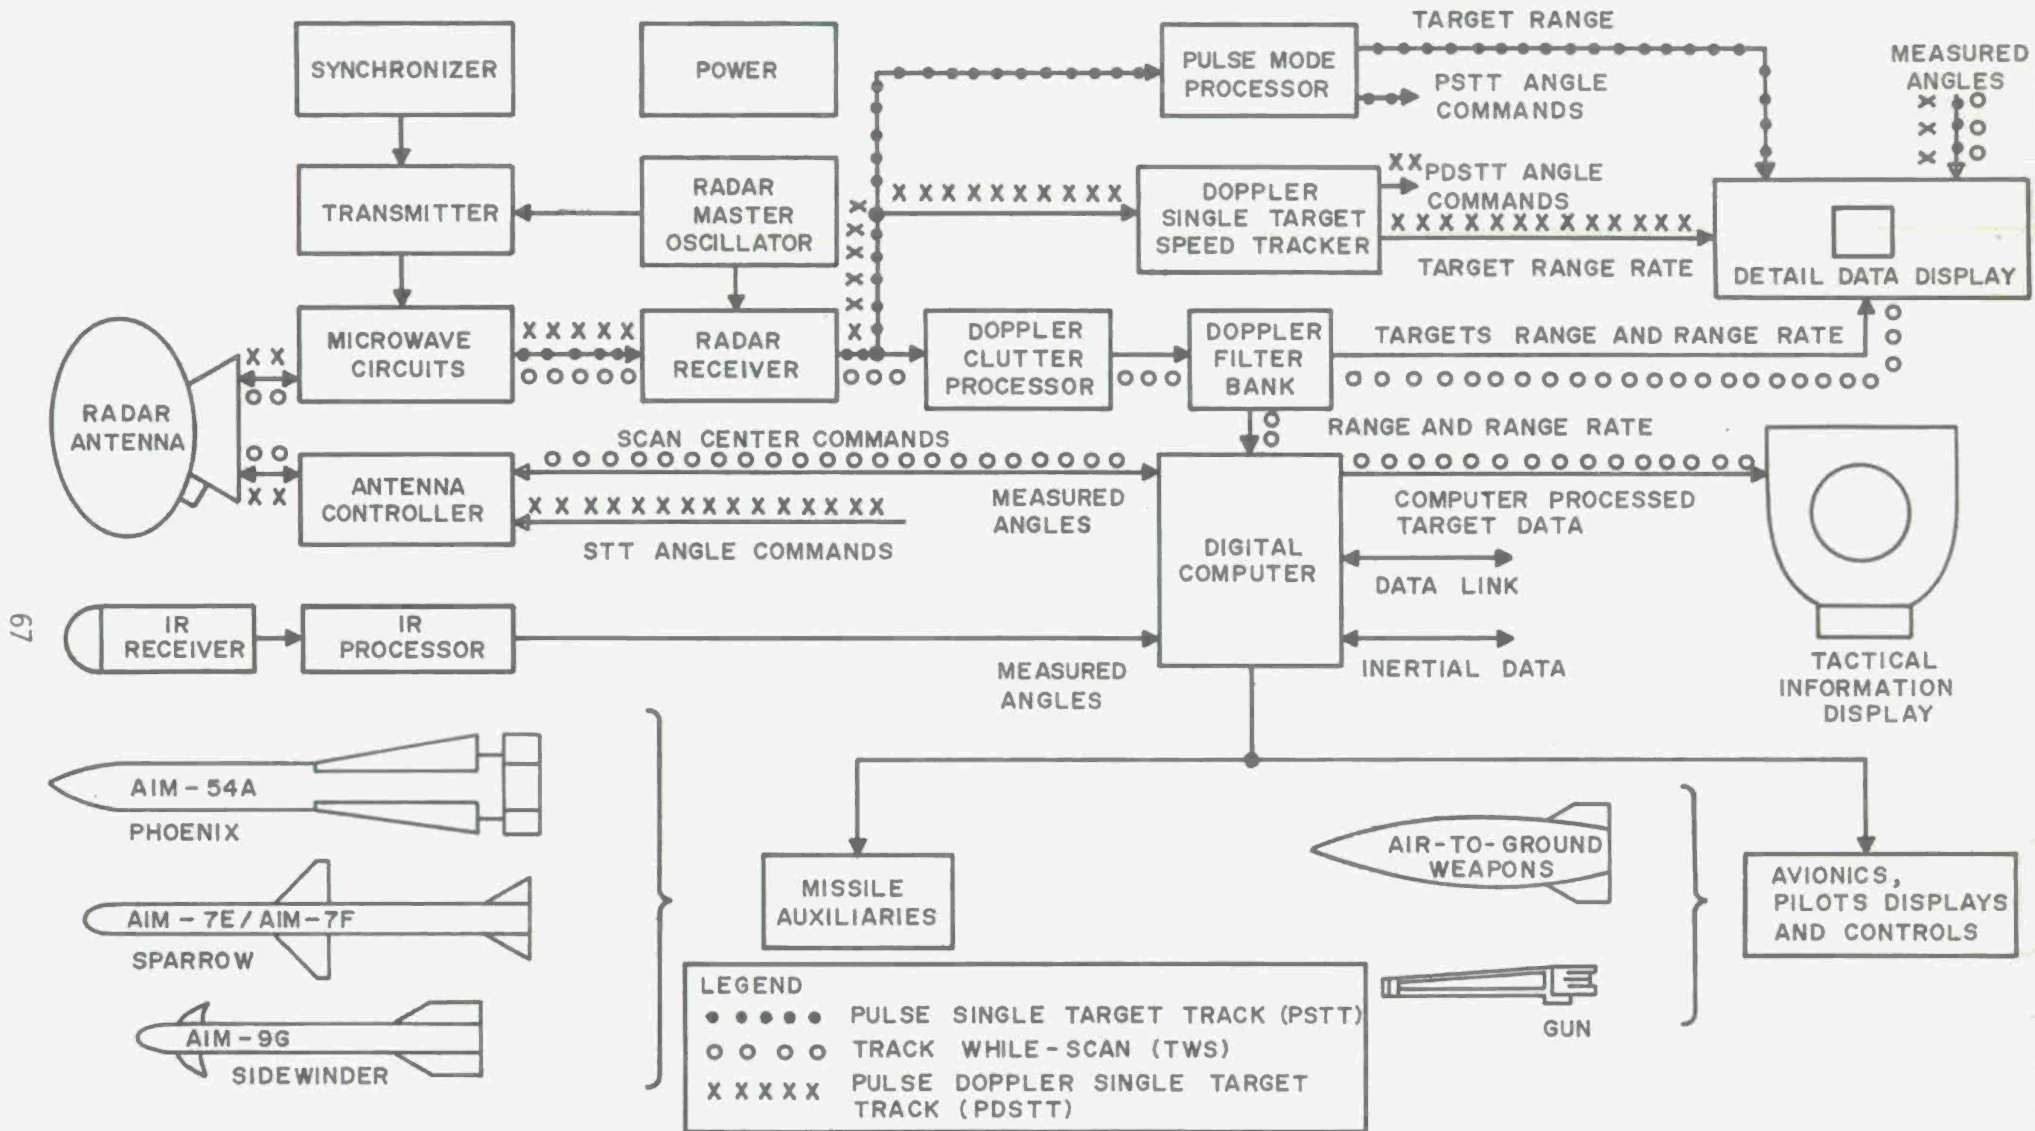 SYNCHRONIZER
POWER
TARGET RANGE
PULSE MODE
PROCESSOR
PSTT ANGLE
COMMANDS
MEASURED
ANGLES
TRANSMITTER
RADAR
MASTER
OSCILLATOR
DOPPLER
SINGLE TARGET
SPEED TRACKER
PDSTT ANGLE
COMMANDS
TARGET RANGE RATE
DETAIL DATA DISPLAY
RADAR
ANTENNA
MICROWAVE
CIRCUITS
RADAR
RECEIVER
DOPPLER
CLUTTER
PROCESSOR
DOPPLER
FILTER
BANK
TARGETS RANGE AND RANGE RATE
RANGE AND RANGE RATE
SCAN CENTER COMMANDS
ANTENNA
CONTROLLER
MEASURED
ANGLES
STT ANGLE COMMANDS
COMPUTER PROCESSED
TARGET DATA
DIGITAL
COMPUTER
DATA LINK
INERTIAL DATA
TACTICAL
INFORMATION
DISPLAY
67
IR
RECEIVER
IR
PROCESSOR
MEASURED
ANGLES
AIM-54A
PHOENIX
AIM-7E/AIM-7F
SPARROW
AIM-9G
SIDEWINDER
MISSILE
AUXILIARIES
AIR-TO-GROUND
WEAPONS
GUN
AVIONICS,
PILOTS DISPLAYS
AND CONTROLS
LEGEND
PULSE SINGLE TARGET TRACK (PSTT)
TRACK WHILE-SCAN (TWS)
PULSE DOPPLER SINGLE TARGET
TRACK (PDSTT)